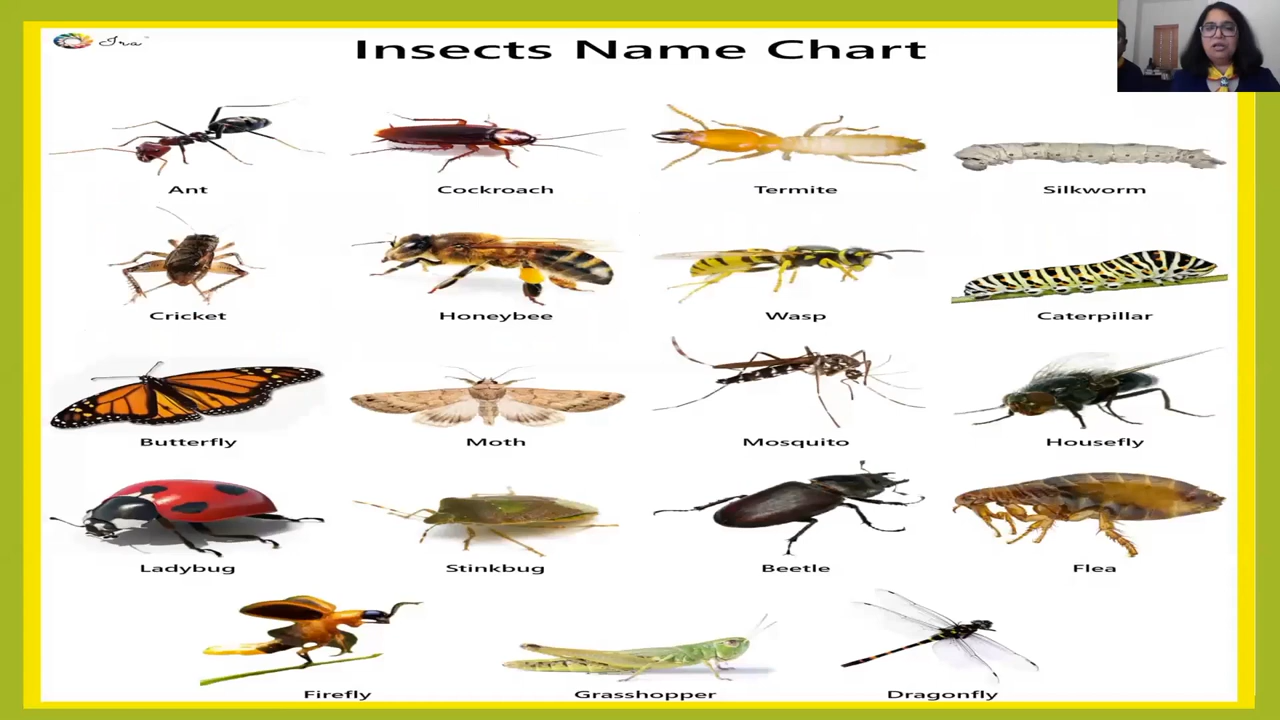 Ira™
Insects Name Chart
Ant Cockroach Termite Silkworm
Cricket Honeybee Wasp Caterpillar
Butterfly Moth Mosquito Housefly
Ladybug Stinkbug Beetle Flea
Firefly Grasshopper Dragonfly